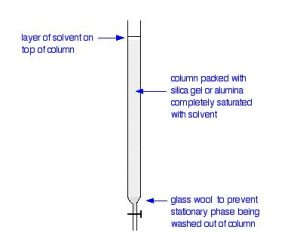 layer of solvent on
top of column
column packed with
silica gel or alumina
completely saturated
with solvent
glass wool to prevent
stationary phase being
washed out of column